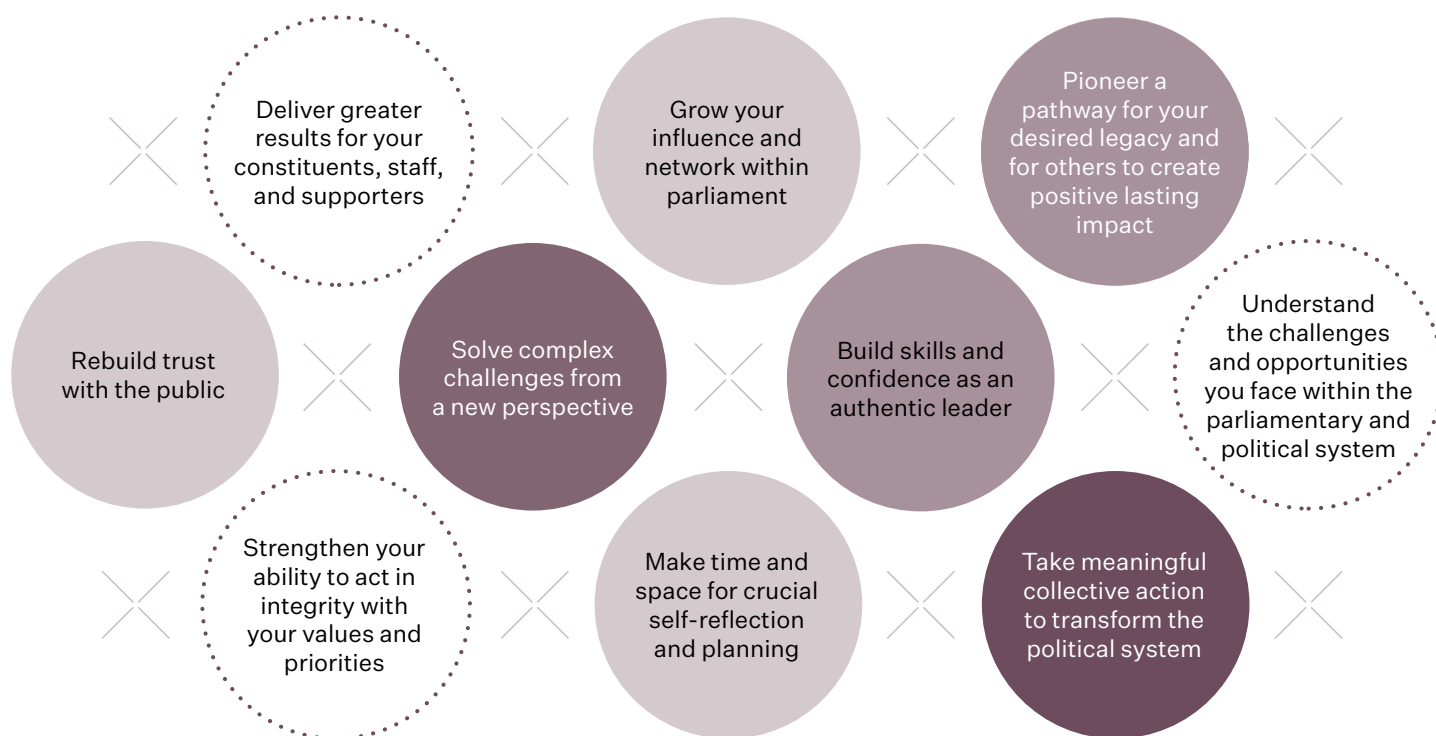 Deliver greater
results for your
constituents, staff,
and supporters
Grow your
influence and
network within
parliament
Pioneer a
pathway for your
desired legacy and
for others to create
positive lasting
impact
Rebuild trust
with the public
Solve complex
challenges from
a new perspective
Build skills and
confidence as an
authentic leader
Understand
the challenges
and opportunities
you face within the
parliamentary and
political system
Strengthen your
ability to act in
integrity with
your values and
priorities
Make time and
space for crucial
self-reflection
and planning
Take meaningful
collective action
to transform the
political system